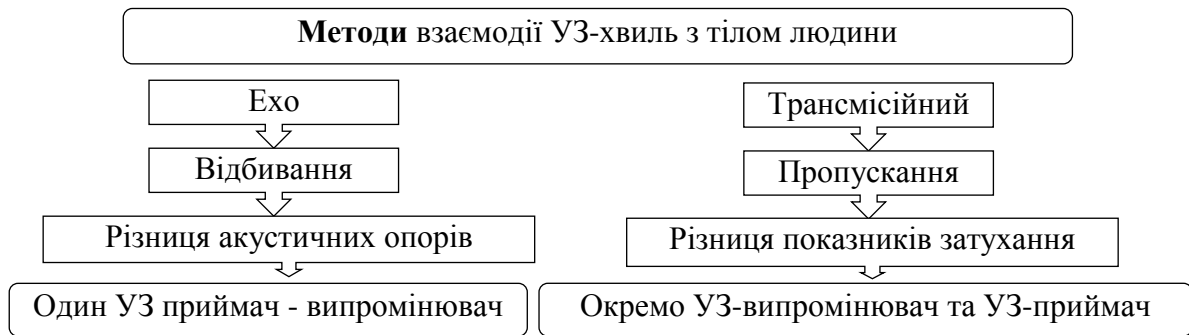 Методи взаємодії УЗ-хвиль з тілом людини
Ехо
Трансмісійний
Відбивання
Пропускання
Різниця акустичних опорів
Різниця показників затухання
Один УЗ приймач - випромінювач
Окремо УЗ-випромінювач та УЗ-приймач